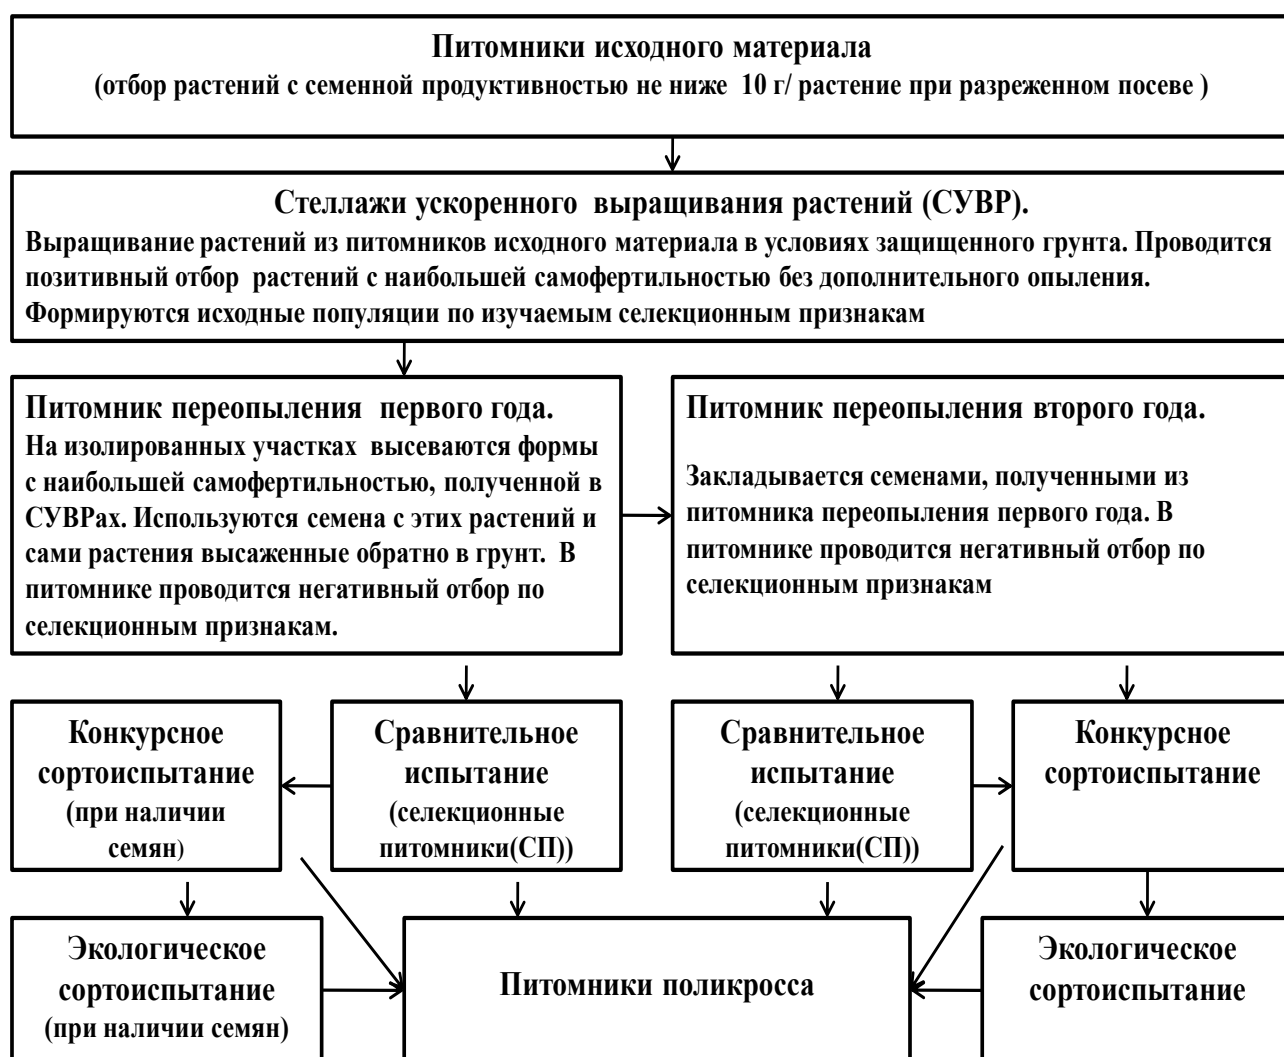 Питомники исходного материала
(отбор растений с семенной продуктивностью не ниже 10 г/ растение при разреженном посеве )
Стеллажи ускоренного выращивания растений (СУВР).
Выращивание растений из питомников исходного материала в условиях защищенного грунта. Проводится
позитивный отбор растений с наибольшей самофертильностью без дополнительного опыления.
Формируются исходные популяции по изучаемым селекционным признакам
Питомник переопыления первого года.
На изолированных участках высеваются формы
с наибольшей самофертильностью, полученной в
СУВРах. Используются семена с этих растений и
сами растения высаженные обратно в грунт. В
питомнике проводится негативный отбор по
селекционным признакам.
Питомник переопыления второго года.
Закладывается семенами, полученными из
питомника переопыления первого года. В
питомнике проводится негативный отбор по
селекционным признакам
Конкурсное
сортоиспытание
(при наличии
семян)
Сравнительное
испытание
(селекционные
питомники(СП))
Сравнительное
испытание
(селекционные
питомники(СП))
Конкурсное
сортоиспытание
Экологическое
сортоиспытание
(при наличии семян)
Питомники поликросса
Экологическое
сортоиспытание